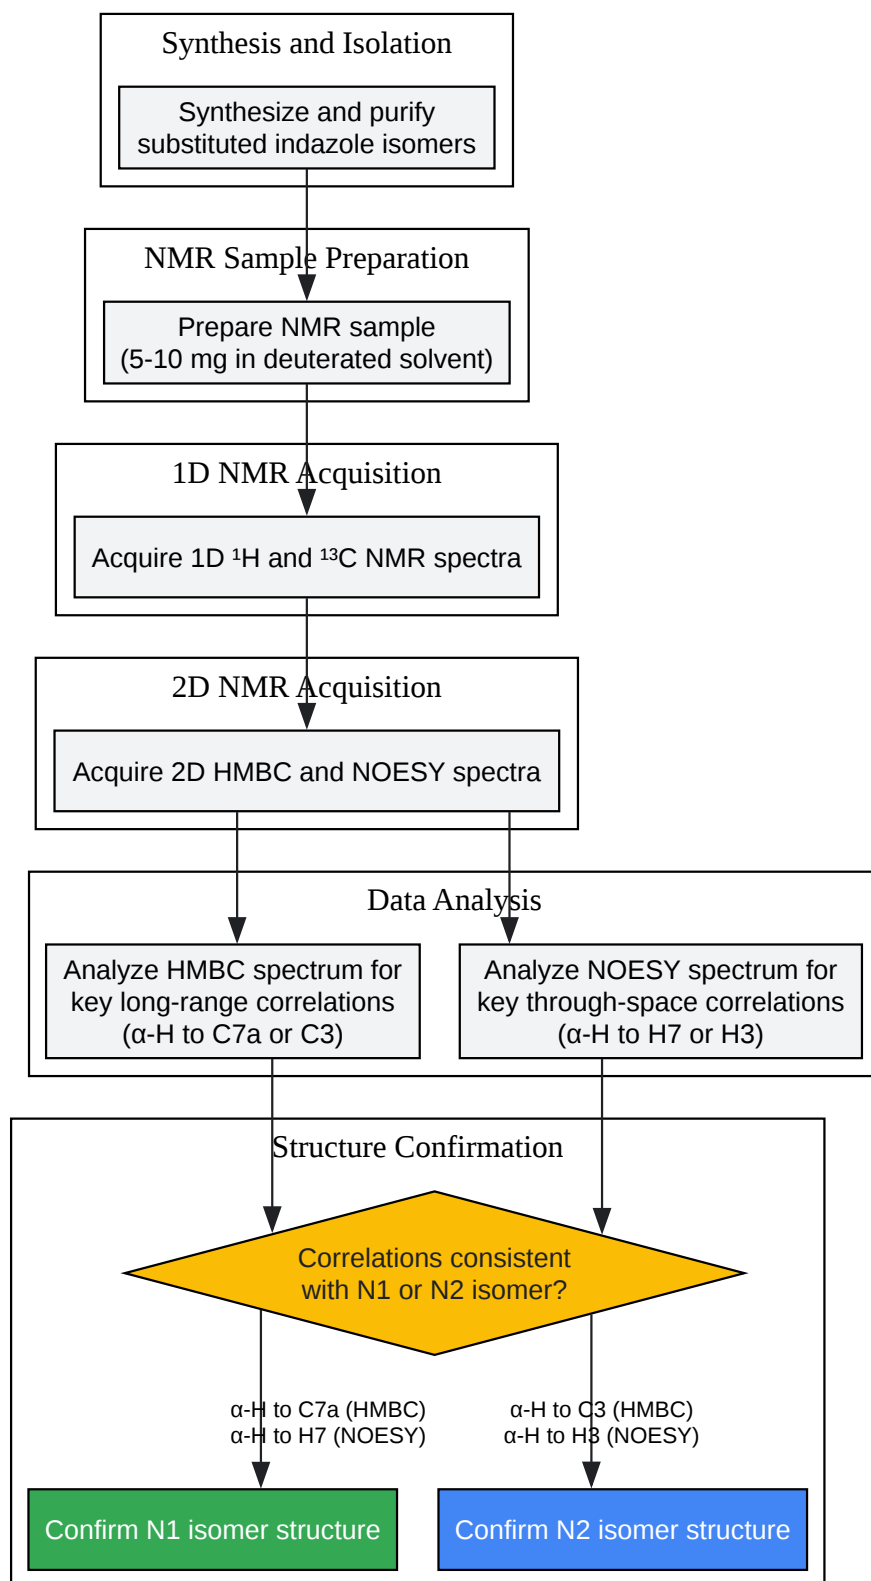 Synthesis and Isolation
Synthesize and purify
substituted indazole isomers
NMR Sample Preparation
Prepare NMR sample
(5-10 mg in deuterated solvent)
1D NMR Acquisition
Acquire 1D ¹H and ¹³C NMR spectra
2D NMR Acquisition
Acquire 2D HMBC and NOESY spectra
Data Analysis
Analyze HMBC spectrum for
key long-range correlations
(α-H to C7a or C3)
Analyze NOESY spectrum for
key through-space correlations
(α-H to H7 or H3)
Structure Confirmation
Correlations consistent
with N1 or N2 isomer?
α-H to C7a (HMBC)
α-H to H7 (NOESY)
α-H to C3 (HMBC)
α-H to H3 (NOESY)
Confirm N1 isomer structure
Confirm N2 isomer structure